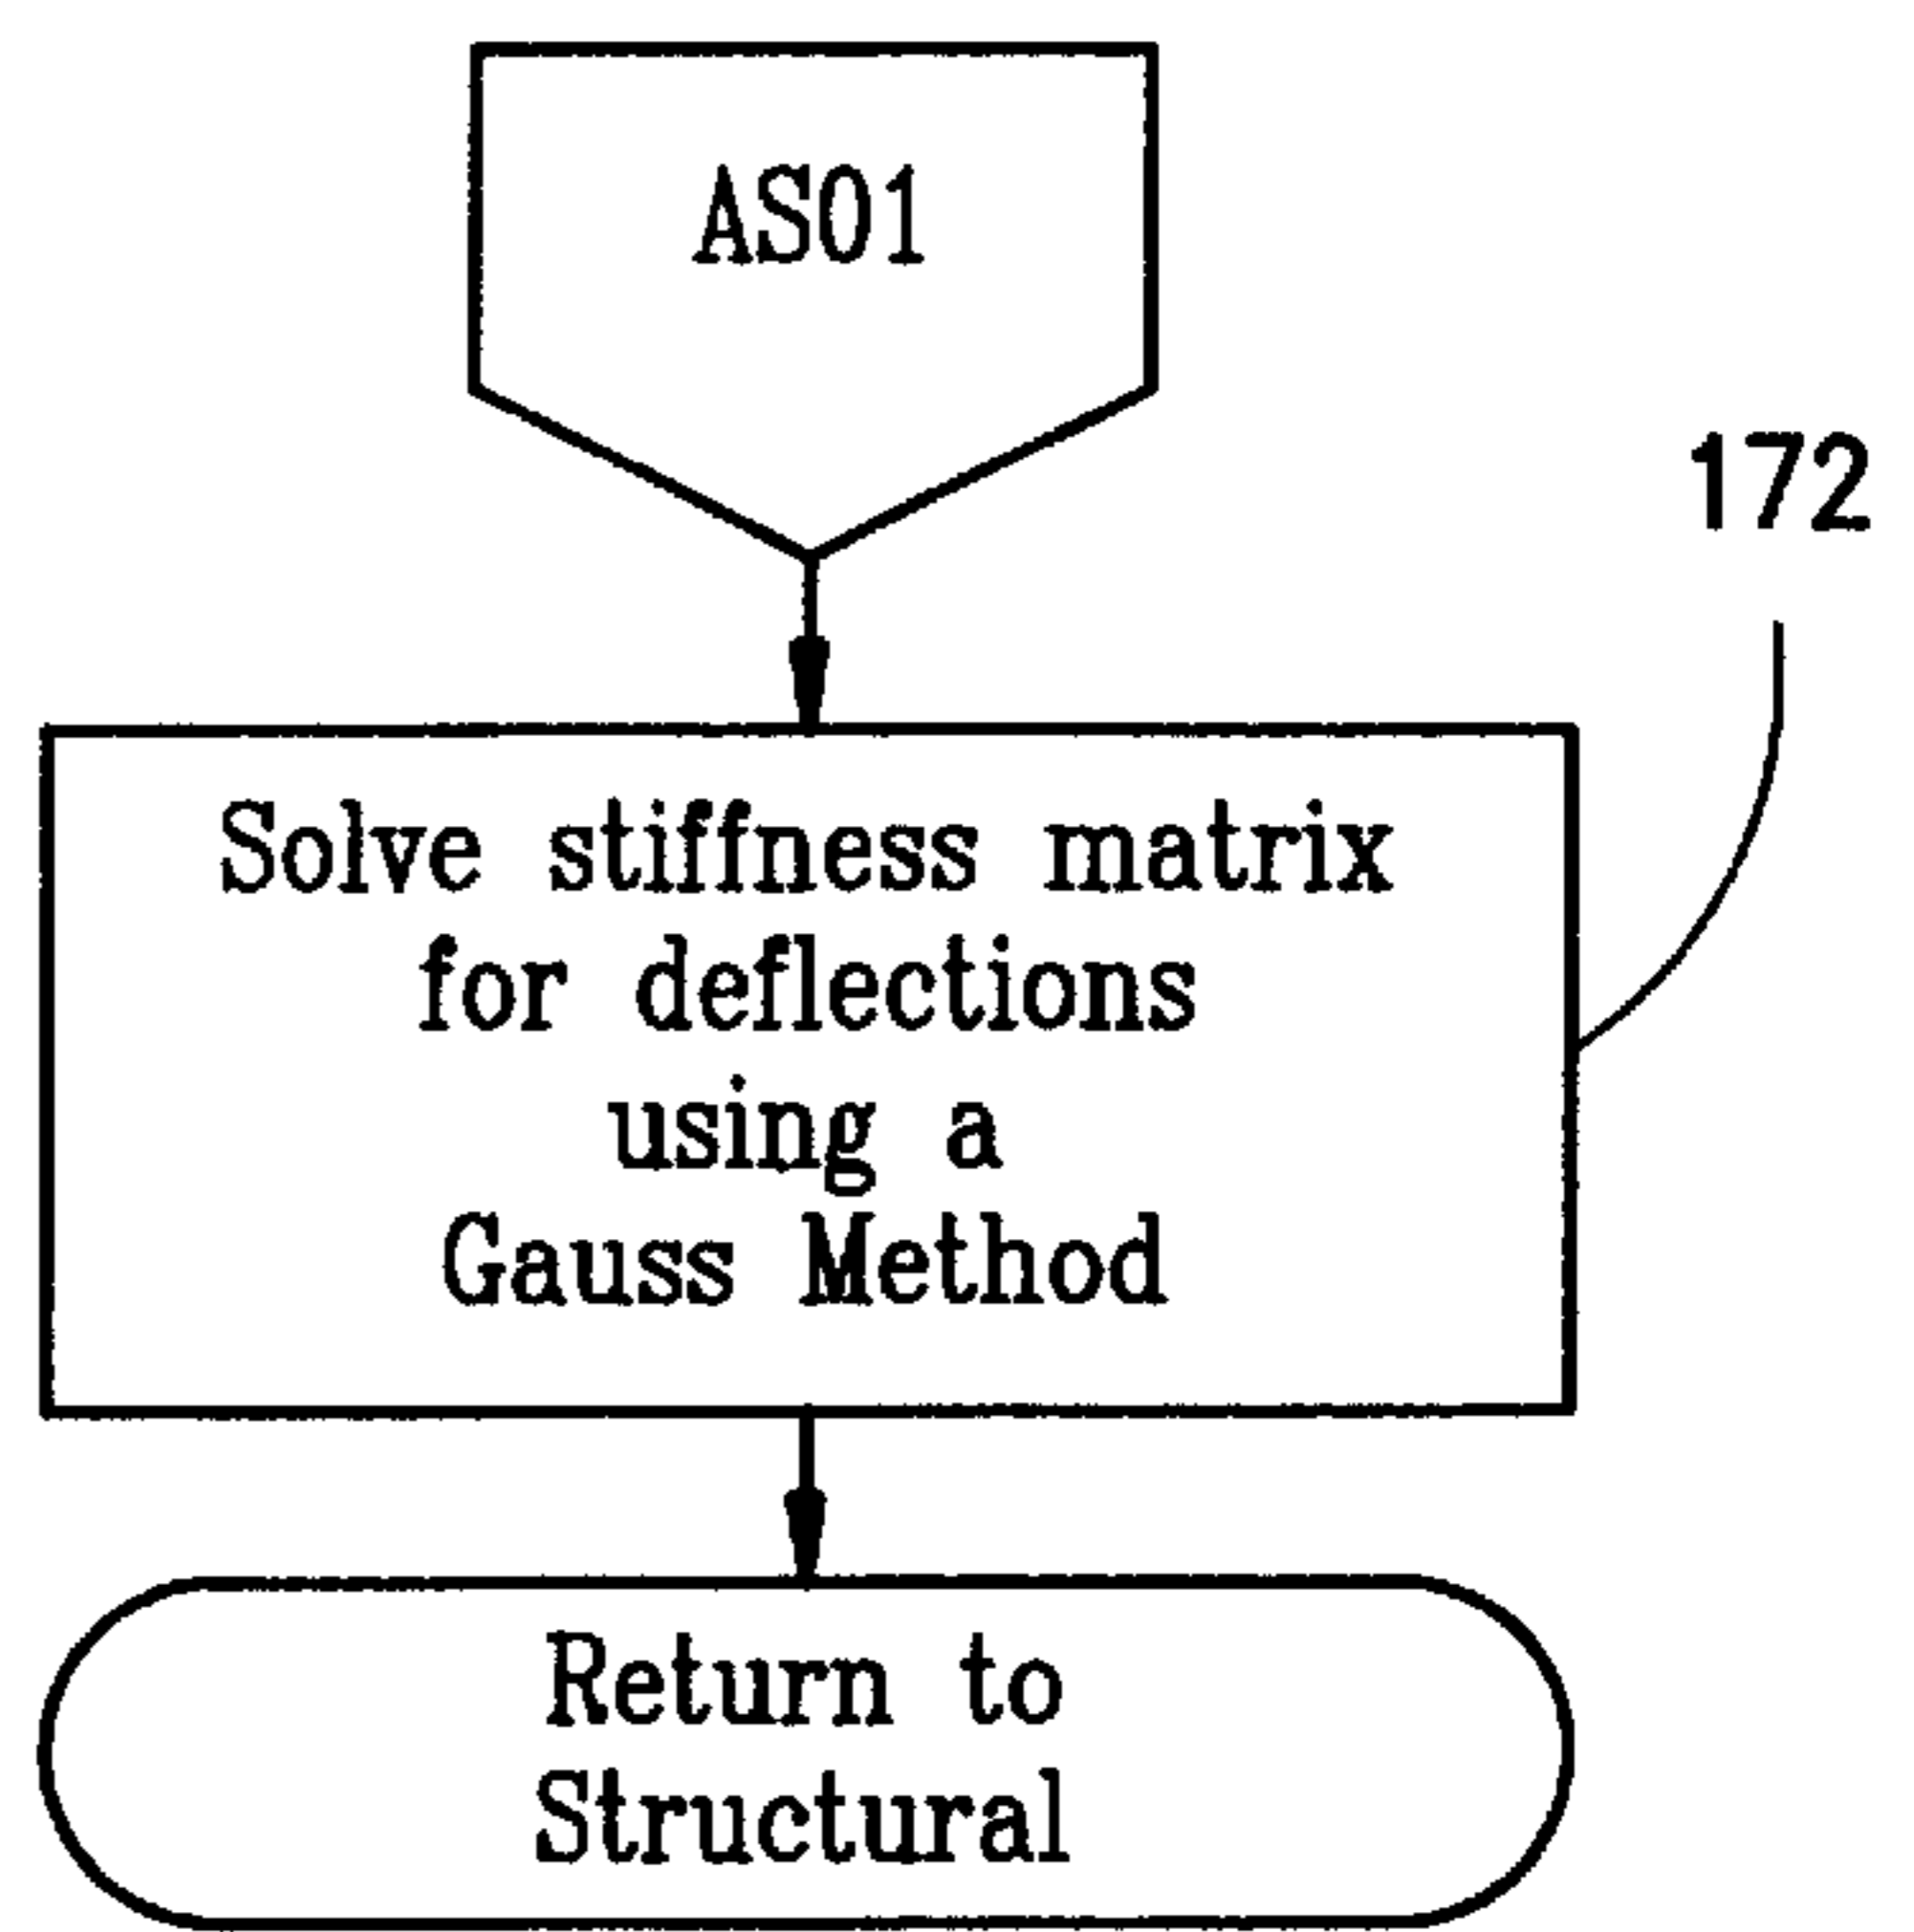 AS01
172
Solve stiffness matrix
for deflections
using a
Gauss Method
Return to
Structural